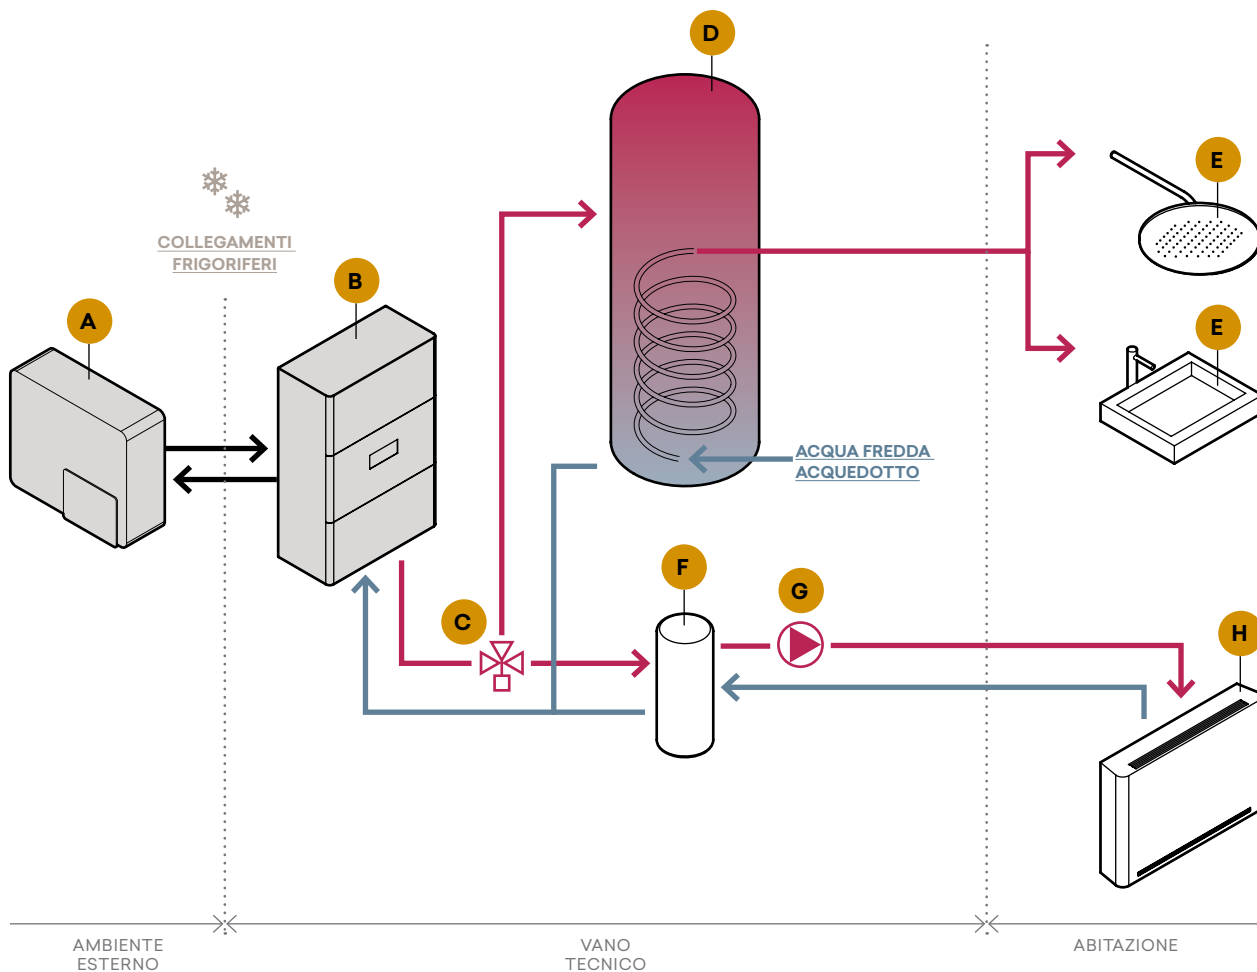 D
E
COLLEGAMENTI
FRIGORIFERI
B
A
E
ACQUA FREDDA
ACQUEDOTTO
F
G
C
H
AMBIENTE
ESTERNO
VANO
TECNICO
ABITAZIONE